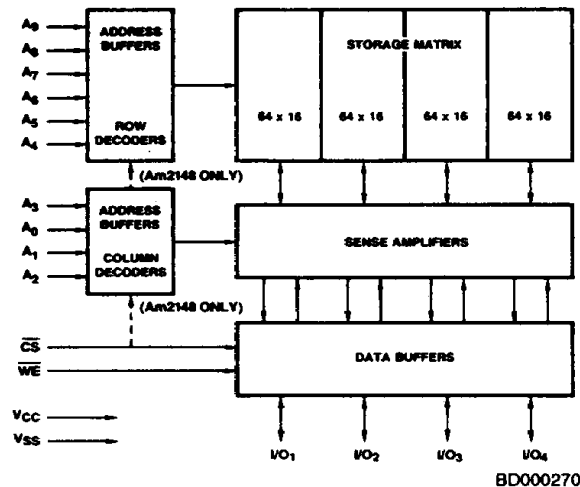 A9
A8
A7
A6
A5
A4
ADDRESS
BUFFERS
ROW
DECODERS
STORAGE MATRIX
64 x 16
64 x 16
64 x 16
64 x 16
(Am2148 ONLY)
A3
A0
A1
A2
ADDRESS
BUFFERS
COLUMN
DECODERS
SENSE AMPLIFIERS
(Am2148 ONLY)
CS
WE
DATA BUFFERS
VCC
VSS
I/O1
I/O2
I/O3
I/O4
BD000270